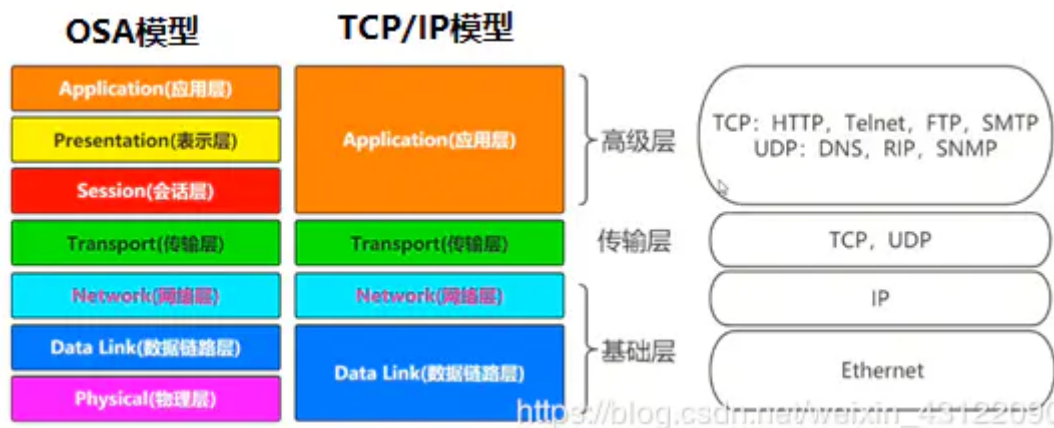 OSA模型
TCP/IP模型
Application(应用层)
Presentation(表示层)
Session(会话层)
Transport(传输层)
Network(网络层)
Data Link(数据链路层)
Physical(物理层)
Application(应用层)
Transport(传输层)
Network(网络层)
Data Link(数据链路层)
高级层
传输层
基础层
TCP: HTTP, Telnet, FTP, SMTP
UDP: DNS, RIP, SNMP
TCP, UDP
IP
Ethernet
https://blog.csdn.net/weixin_43122090